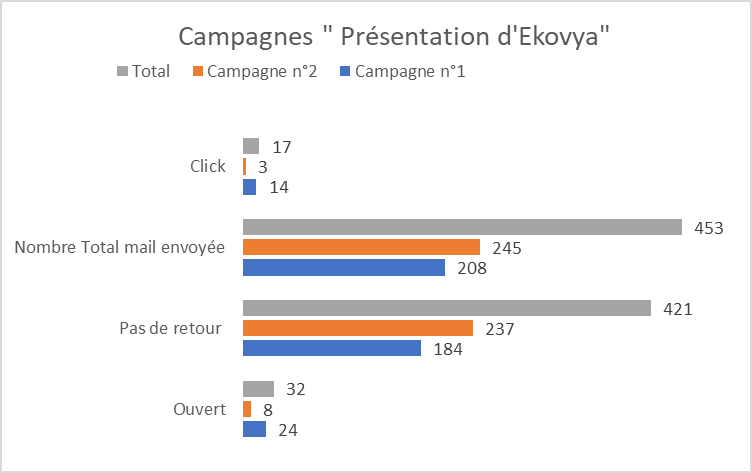 Campagnes " Présentation d'Ekovya"
Total Campagne n°2 Campagne n°1
Click
17
3
14
Nombre Total mail envoyée
453
245
208
Pas de retour
421
237
184
Ouvert
32
8
24